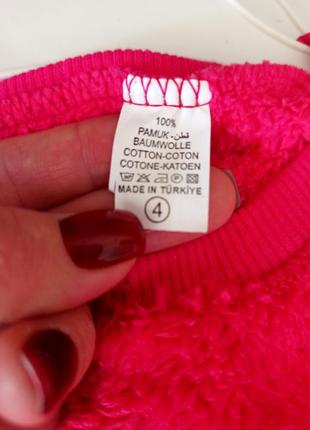 100%
PAMUK - قطن
BAUMWOLLE
COTTON-COTON
COTONE-KATOEN
MADE IN TÜRKİYE
4